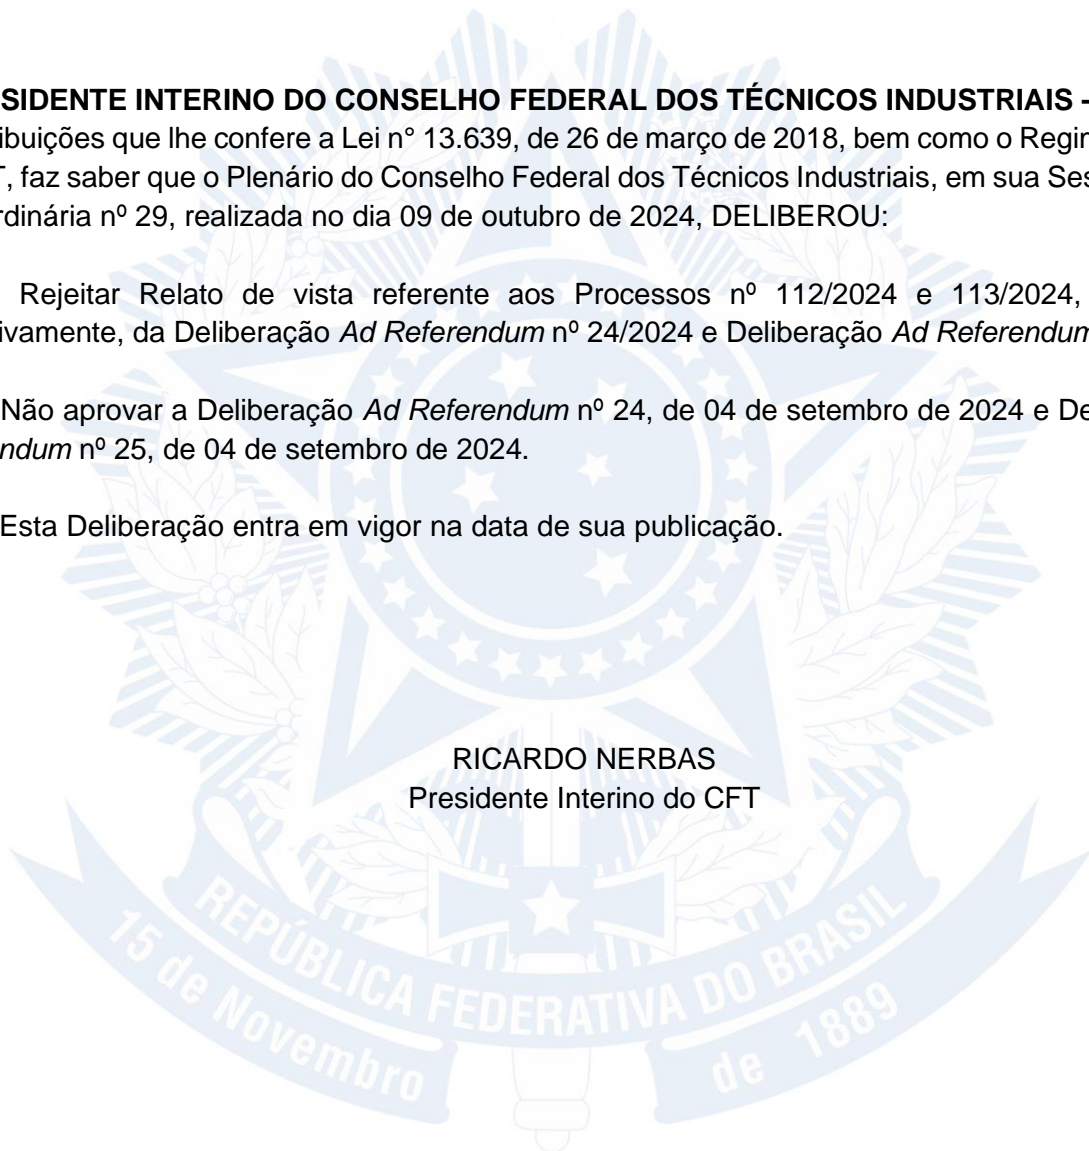 SIDENTE INTERINO DO CONSELHO FEDERAL DOS TÉCNICOS INDUSTRIAIS -
ibuições que lhe confere a Lei n° 13.639, de 26 de março de 2018, bem como o Regin
, faz saber que o Plenário do Conselho Federal dos Técnicos Industriais, em sua Ses
rdinária nº 29, realizada no dia 09 de outubro de 2024, DELIBEROU:
Rejeitar Relato de vista referente aos Processos nº 112/2024 e 113/2024,
ivamente, da Deliberação Ad Referendum nº 24/2024 e Deliberação Ad Referendum
Não aprovar a Deliberação Ad Referendum nº 24, de 04 de setembro de 2024 e De
ndum nº 25, de 04 de setembro de 2024.
Esta Deliberação entra em vigor na data de sua publicação.
RICARDO NERBAS
Presidente Interino do CFT
REPÚBLICA FEDERATIVA DO BRASIL
15 de Novembro de 1889